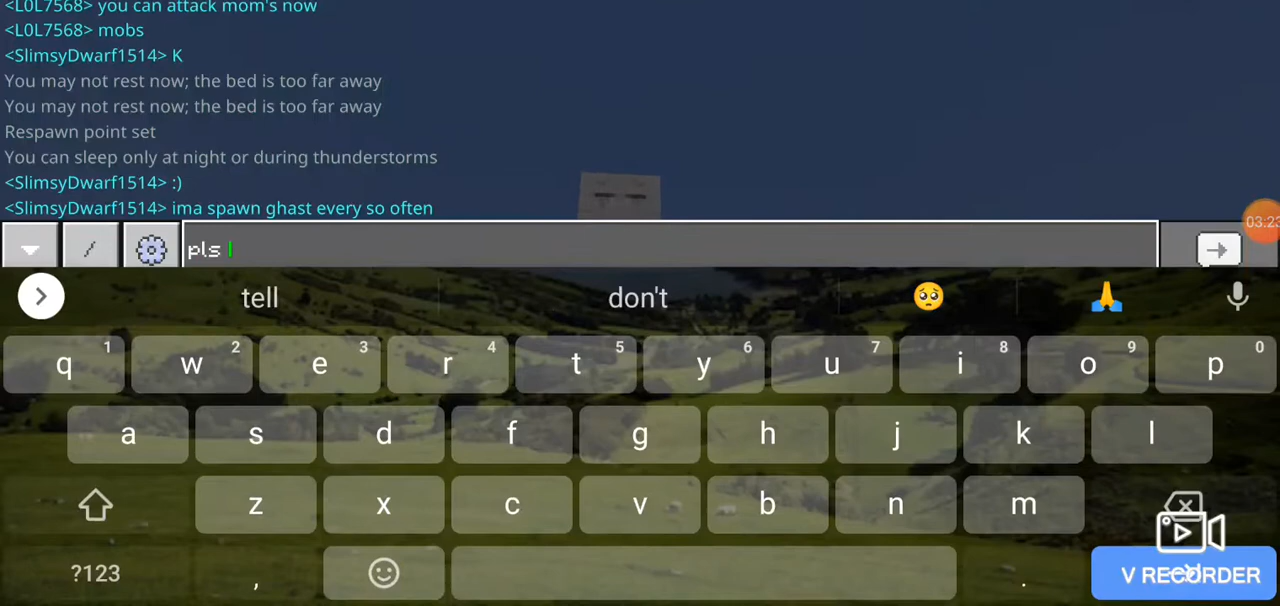 <L0L7568> you can attack mom's now
<L0L7568> mobs
<SlimsyDwarf1514> K
You may not rest now; the bed is too far away
You may not rest now; the bed is too far away
Respawn point set
You can sleep only at night or during thunderstorms
<SlimsyDwarf1514> :)
<SlimsyDwarf1514> ima spawn ghast every so often
03:23
/ pls
tell don't 🥺 🙏
q 1 w 2 e 3 r 4 t 5 y 6 u 7 i 8 o 9 p 0
a s d f g h j k l
z x c v b n m
?123 , . V RECORDER